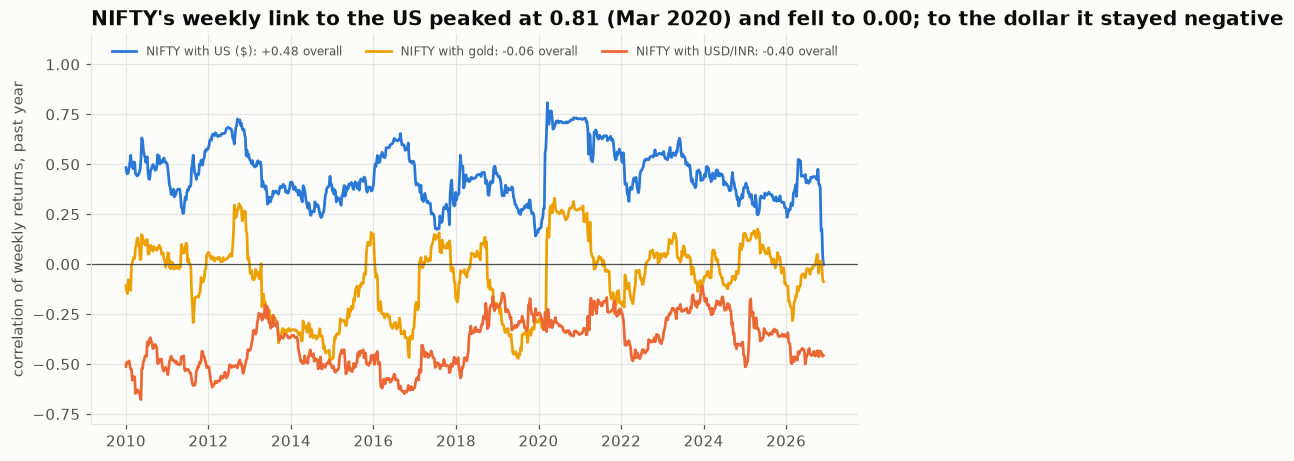 NIFTY's weekly link to the US peaked at 0.81 (Mar 2020) and fell to 0.00; to the dollar it stayed negative
NIFTY with US ($): +0.48 overall
NIFTY with gold: -0.06 overall
NIFTY with USD/INR: -0.40 overall
correlation of weekly returns, past year
1.00
0.75
0.50
0.25
0.00
−0.25
−0.50
−0.75
2010 2012 2014 2016 2018 2020 2022 2024 2026